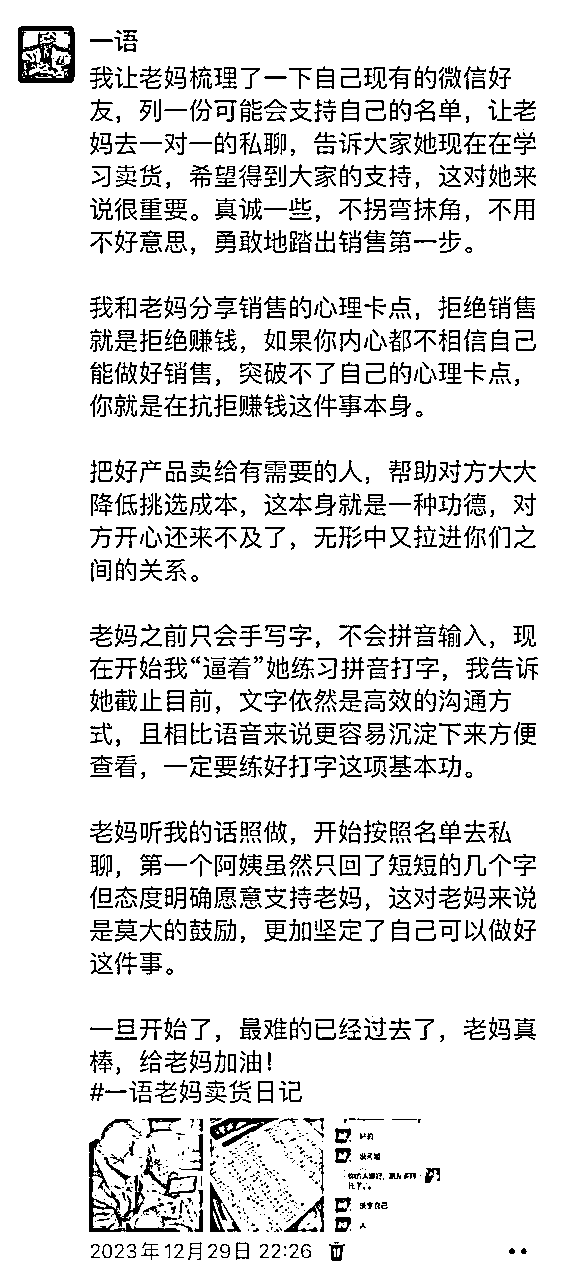 一语
我让老妈梳理了一下自己现有的微信好
友，列一份可能会支持自己的名单，让老
妈去一对一的私聊，告诉大家她现在在学
习卖货，希望得到大家的支持，这对她来
说很重要。真诚一些，不拐弯抹角，不用
不好意思，勇敢地踏出销售第一步。
我和老妈分享销售的心理卡点，拒绝销售
就是拒绝赚钱，如果你内心都不相信自己
能做好销售，突破不了自己的心理卡点，
你就是在抗拒赚钱这件事本身。
把好产品卖给有需要的人，帮助对方大大
降低挑选成本，这本身就是一种功德，对
方开心还来不及了，无形中又拉进你们之
间的关系。
老妈之前只会手写字，不会拼音输入，现
在开始我“逼着”她练习拼音打字，我告诉
她截止目前，文字依然是高效的沟通方
式，且相比语音来说更容易沉淀下来方便
查看，一定要练好打字这项基本功。
老妈听我的话照做，开始按照名单去私
聊，第一个阿姨虽然只回了短短的几个字
但态度明确愿意支持老妈，这对老妈来说
是莫大的鼓励，更加坚定了自己可以做好
这件事。
一旦开始了，最难的已经过去了，老妈真
棒，给老妈加油！
#一语老妈卖货日记
2023年12月29日 22:26